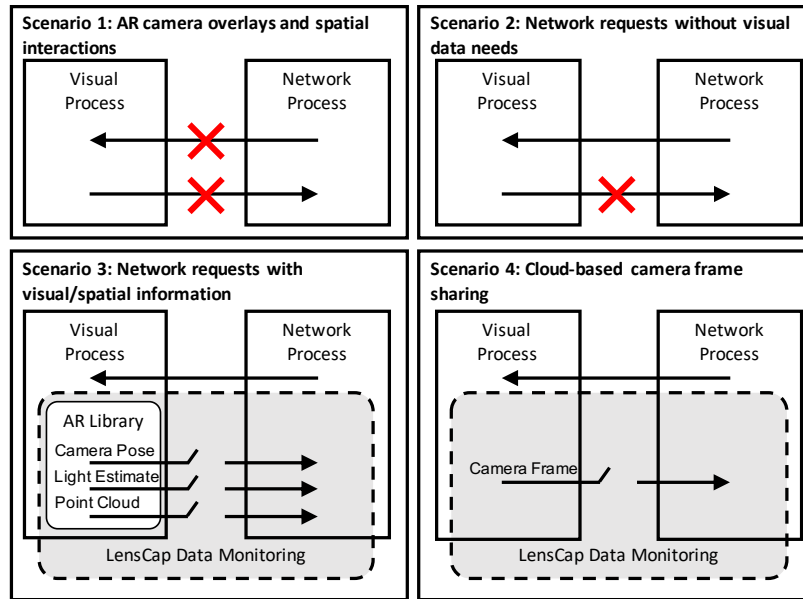 Scenario 1: AR camera overlays and spatial
interactions
Visual
Process
Network
Process
Scenario 2: Network requests without visual
data needs
Visual
Process
Network
Process
Scenario 3: Network requests with
visual/spatial information
Visual
Process
Network
Process
AR Library
Camera Pose
Light Estimate
Point Cloud
LensCap Data Monitoring
Scenario 4: Cloud-based camera frame
sharing
Visual
Process
Network
Process
Camera Frame
LensCap Data Monitoring